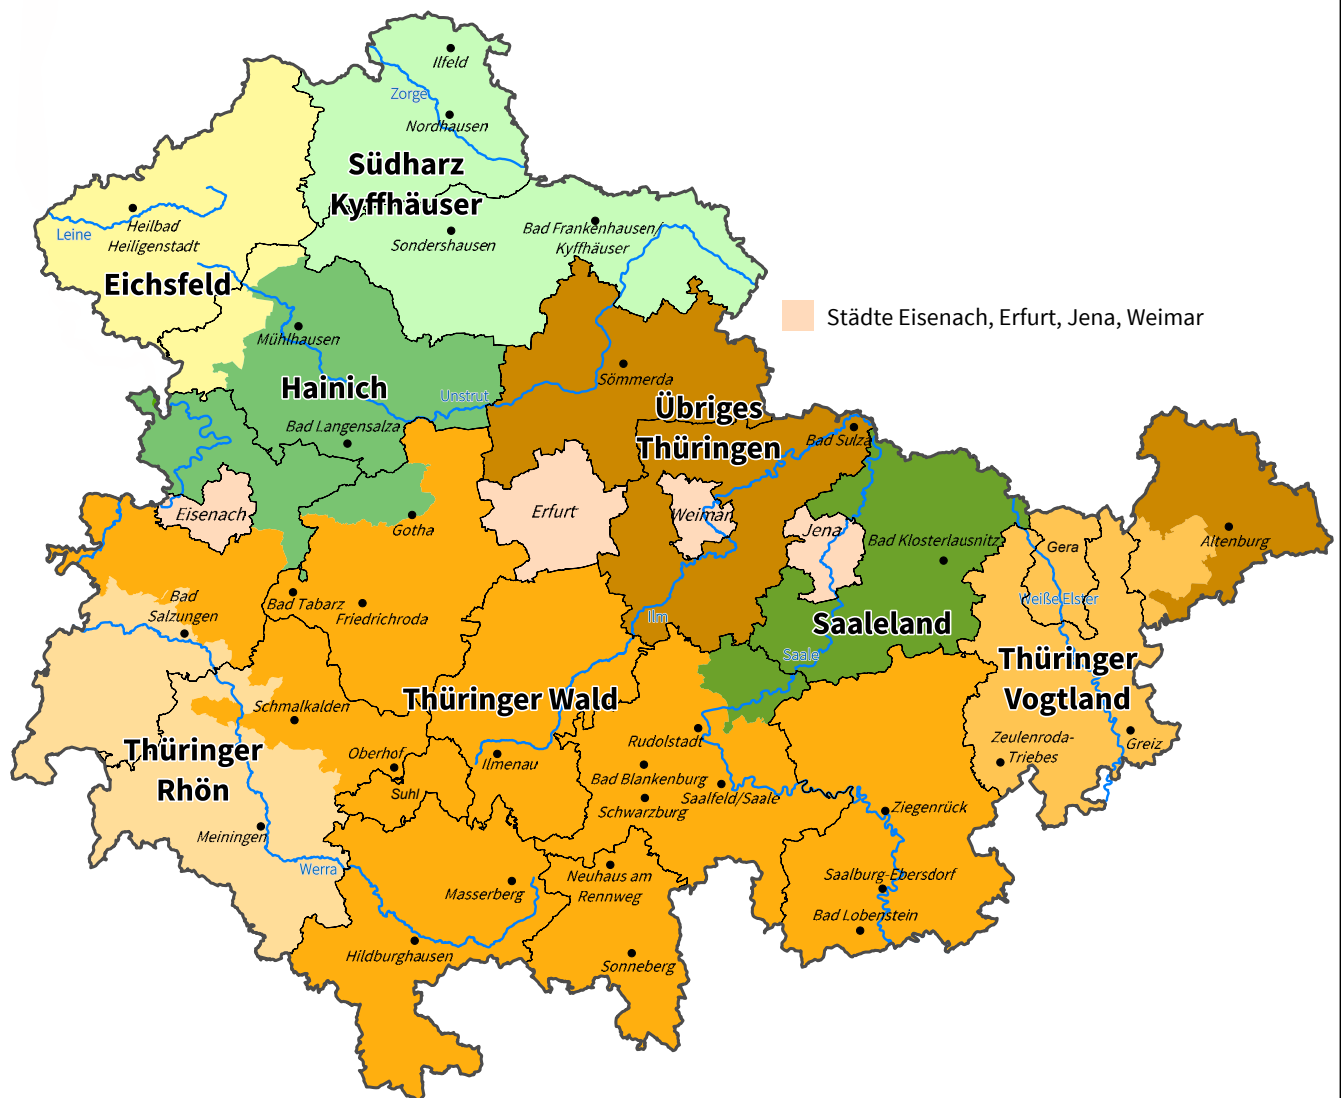 Ilfeld
Zorge
Nordhausen
Südharz
Kyffhäuser
Sondershausen
Bad Frankenhausen/
Kyffhäuser
Leine
Heilbad
Heiligenstadt
Eichsfeld
Städte Eisenach, Erfurt, Jena, Weimar
Mühlhausen
Hainich
Unstrut
Bad Langensalza
Sömmerda
Übriges
Thüringen
Bad Sulza
Eisenach
Gotha
Erfurt
Weimar
Jena
Bad Klosterlausnitz
Gera
Altenburg
Bad
Salzungen
Bad Tabarz
Friedrichroda
Ilm
Weiße Elster
Saaleland
Saale
Thüringer
Vogtland
Thüringer Wald
Schmalkalden
Thüringer
Rhön
Oberhof
Suhl
Ilmenau
Rudolstadt
Bad Blankenburg
Saalfeld/Saale
Schwarzburg
Zeulenroda-
Triebes
Greiz
Ziegenrück
Meiningen
Werra
Masserberg
Neuhaus am
Rennweg
Saalburg-Ebersdorf
Bad Lobenstein
Hildburghausen
Sonneberg